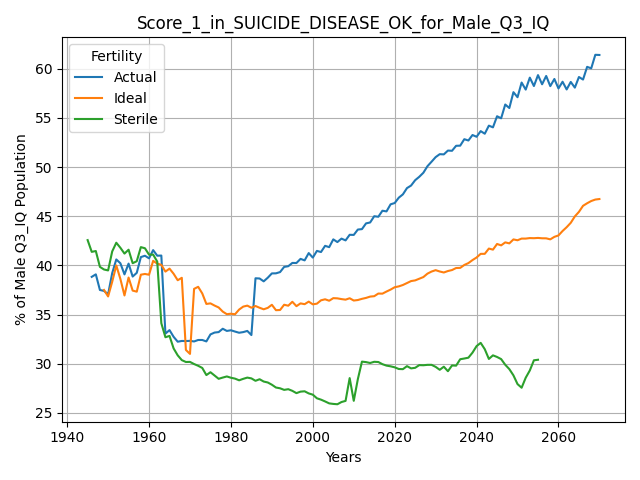 Score_1_in_SUICIDE_DISEASE_OK_for_Male_Q3_IQ
Fertility
Actual
Ideal
Sterile
% of Male Q3_IQ Population
60
55
50
45
40
35
30
25
1940
1960
1980
2000
2020
2040
2060
Years